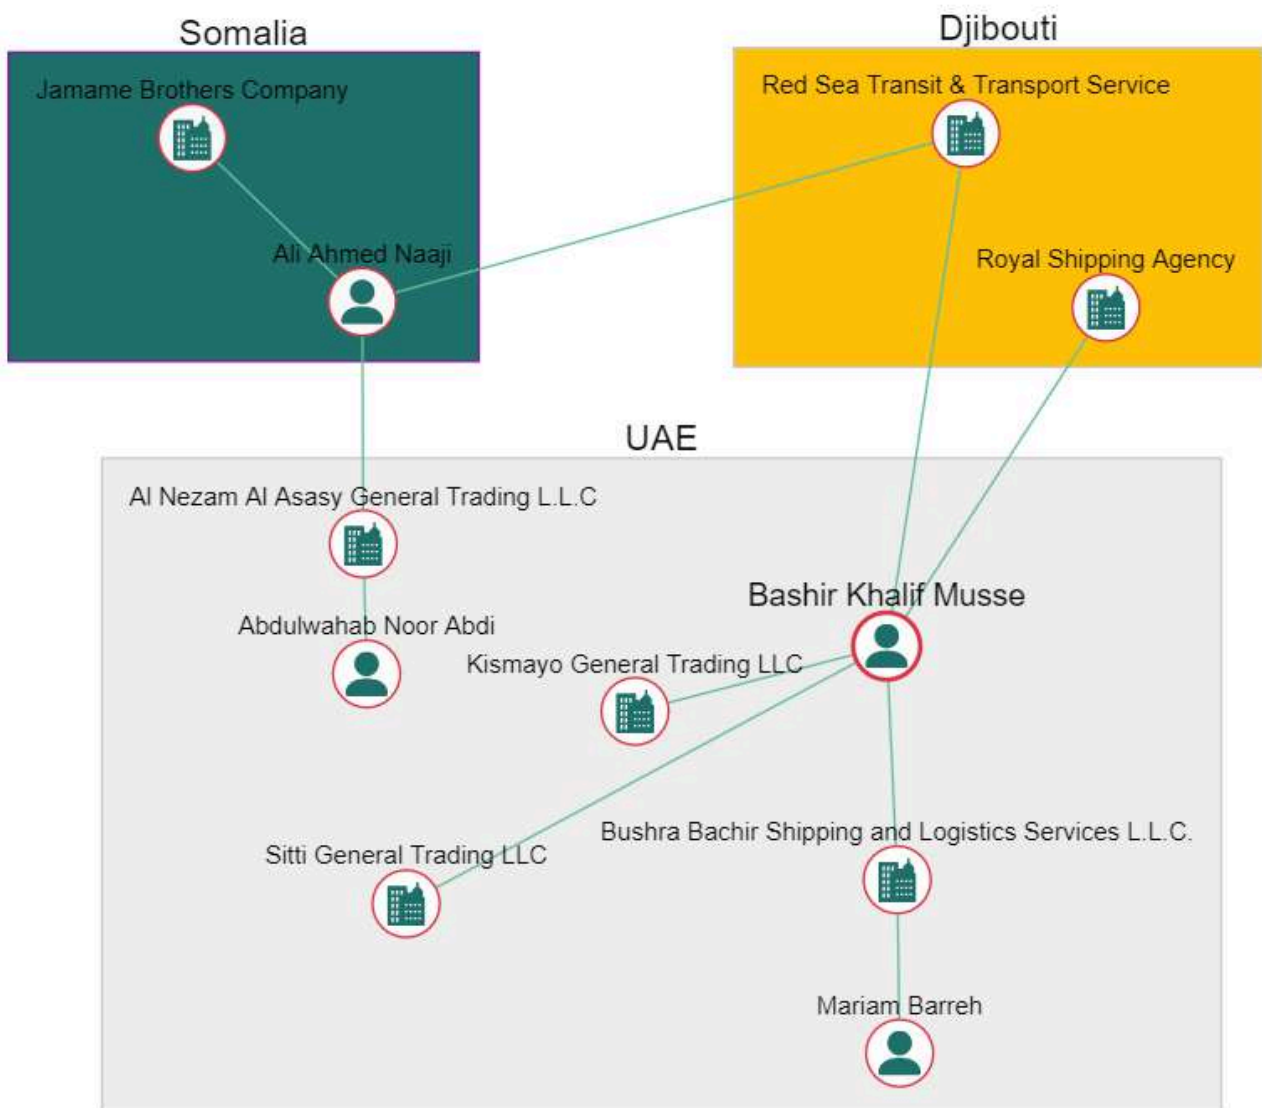 Somalia
Djibouti
Jamame Brothers Company
Red Sea Transit & Transport Service
Ali Ahmed Naaji
Royal Shipping Agency
UAE
Al Nezam Al Asasy General Trading L.L.C
Bashir Khalif Musse
Abdulwahab Noor Abdi
Kismayo General Trading LLC
Bushra Bachir Shipping and Logistics Services L.L.C.
Sitti General Trading LLC
Mariam Barreh